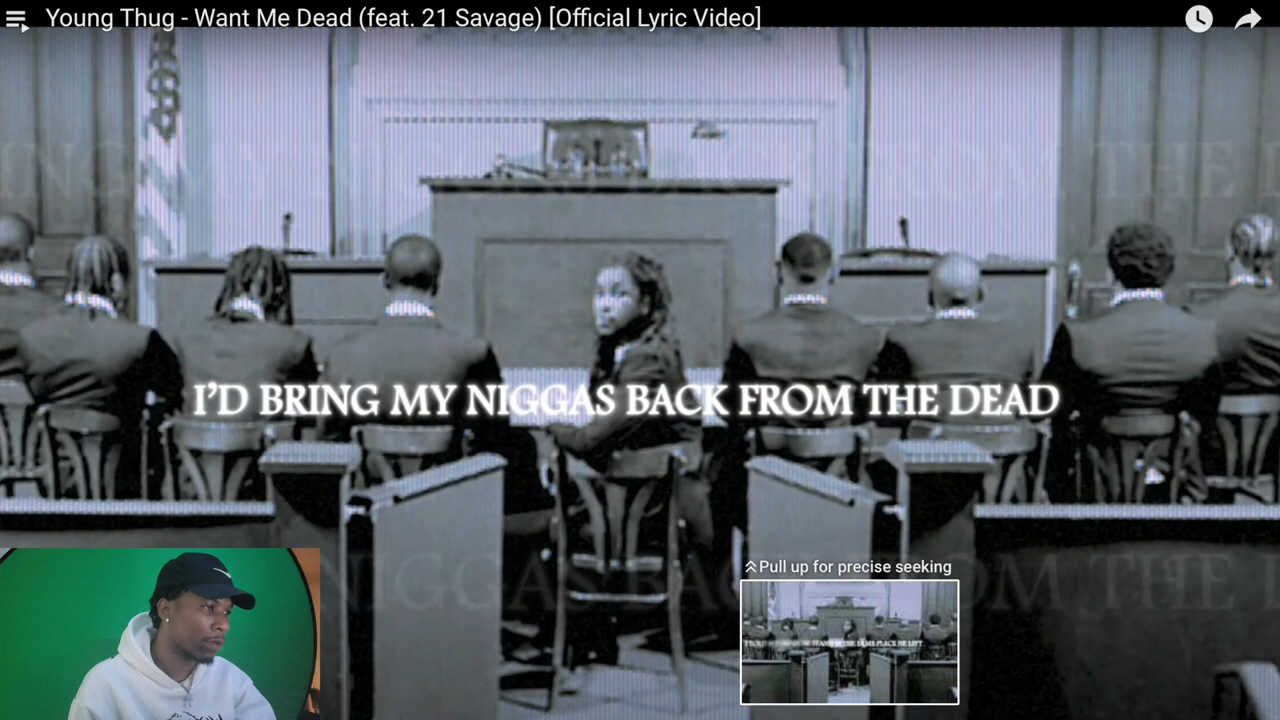 Young Thug - Want Me Dead (feat. 21 Savage) [Official Lyric Video]
I'D BRING MY NIGGAS BACK FROM THE DEAD
Pull up for precise seeking